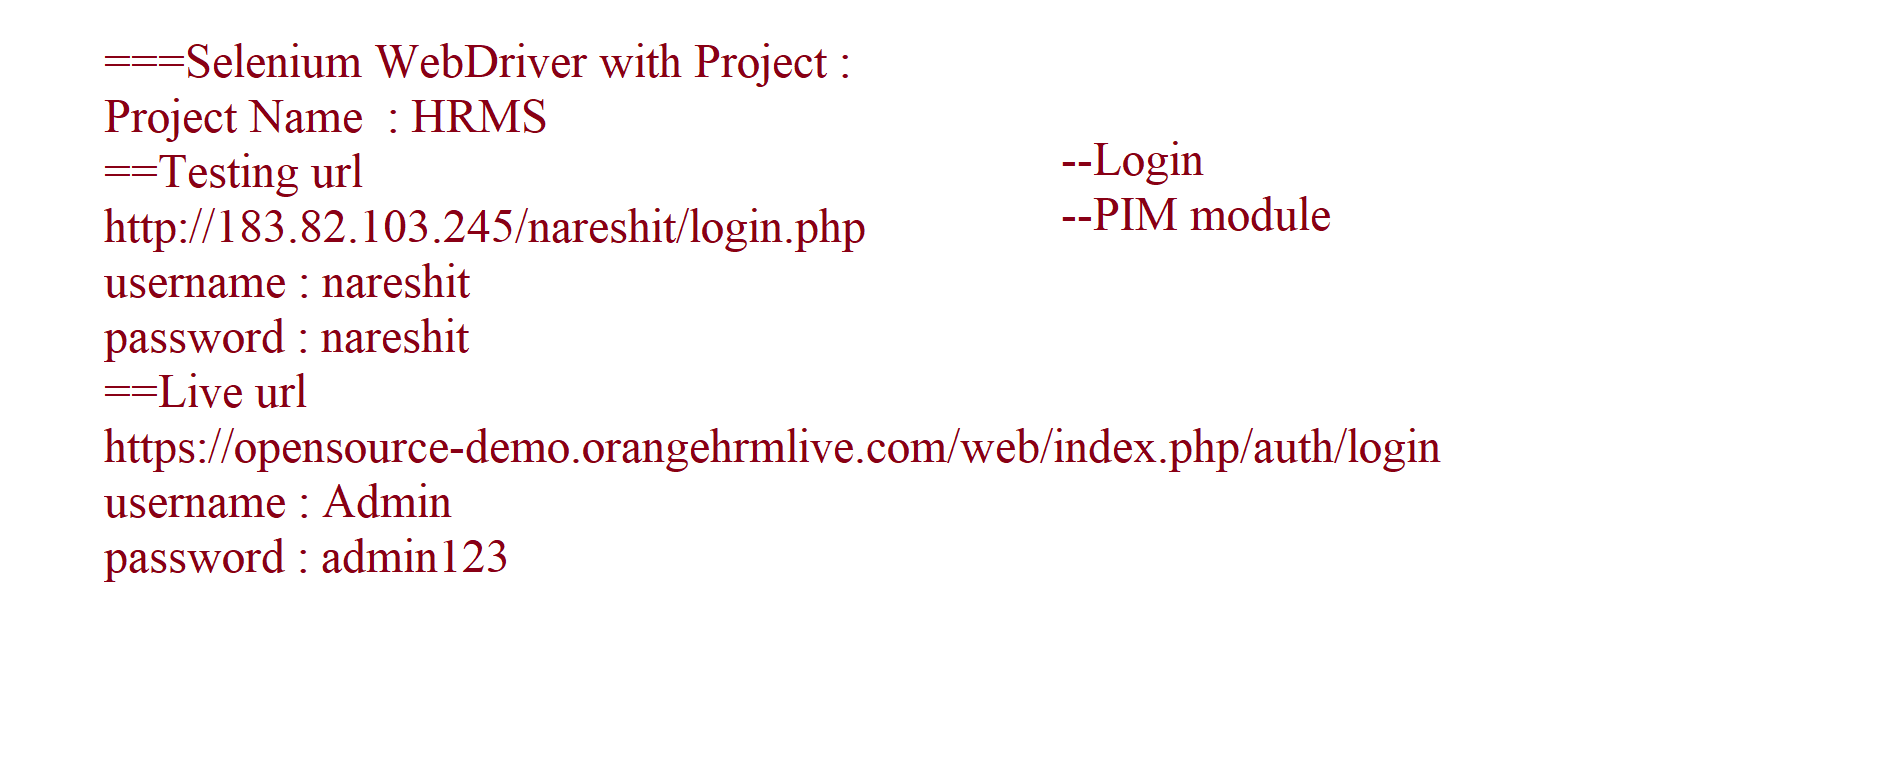 ===Selenium WebDriver with Project :
Project Name  : HRMS
==Testing url
http://183.82.103.245/nareshit/login.php
username : nareshit
password : nareshit
==Live url
https://opensource-demo.orangehrmlive.com/web/index.php/auth/login
username : Admin
password : admin123
--Login
--PIM module